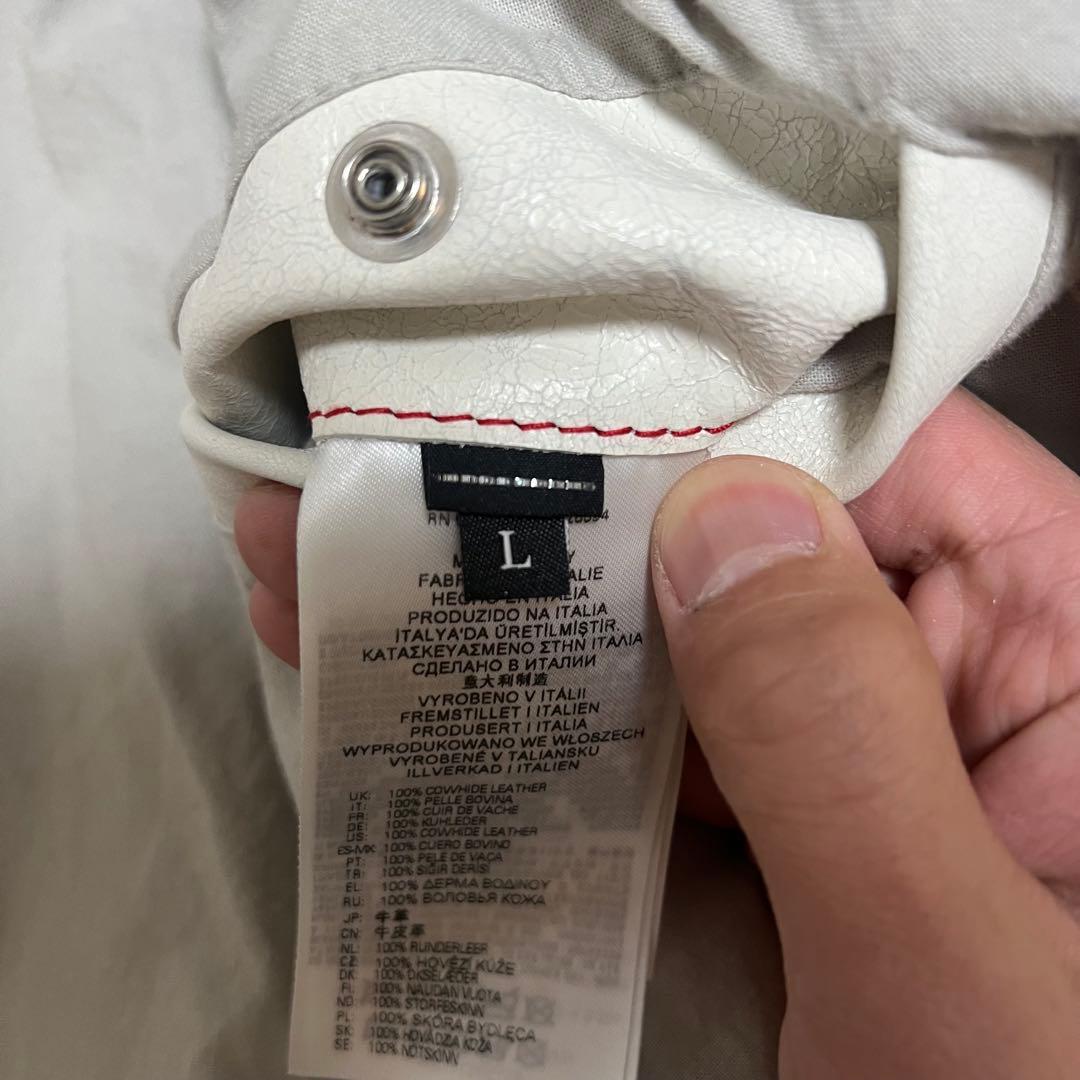 RN
L
PRODUZIDO NA ITALIA
İTALYA'DA ÜRETİLMİŞTİR.
ΚΑΤΑΣΚΕΥΑΣΜΕΝΟ ΣΤΗΝ ΙΤΑΛΙΑ
СДЕЛАНО В ИТАЛИИ
意大利制造
VYROBENO V ITÁLII
FREMSTILLET I ITALIEN
PRODUSERT I ITALIA
WYPRODUKOWANO WE WŁOSZECH
VYROBENÉ V TALIANSKU
ILLVERKAD I ITALIEN
UK: 100% COWHIDE LEATHER
IT: 100% PELLE BOVINA
FR: 100% CUIR DE VACHE
DE: 100% KUHLEDER
US: 100% COWHIDE LEATHER
ES-MX: 100% CUERO BOVINO
PT: 100% PELE DE VACA
TR: 100% SIĞIR DERİSİ
EL: 100% ΔΕΡΜΑ ΒΟΔΙΝΟΥ
RU: 100% ВОЛОВЬЯ КОЖА
JP: 牛革
CN: 牛皮革
NL: 100% RUNDERLEER
CZ: 100% HOVĚZÍ KŮŽE
DK: 100% OKSELÆDER
FI: 100% NAUDAN VUOTA
NO: 100% STORFESKINN
PL: 100% SKÓRA BYDLĘCA
SK: 100% HOVÄDZIA KOŽA
SE: 100% NÖTSKINN